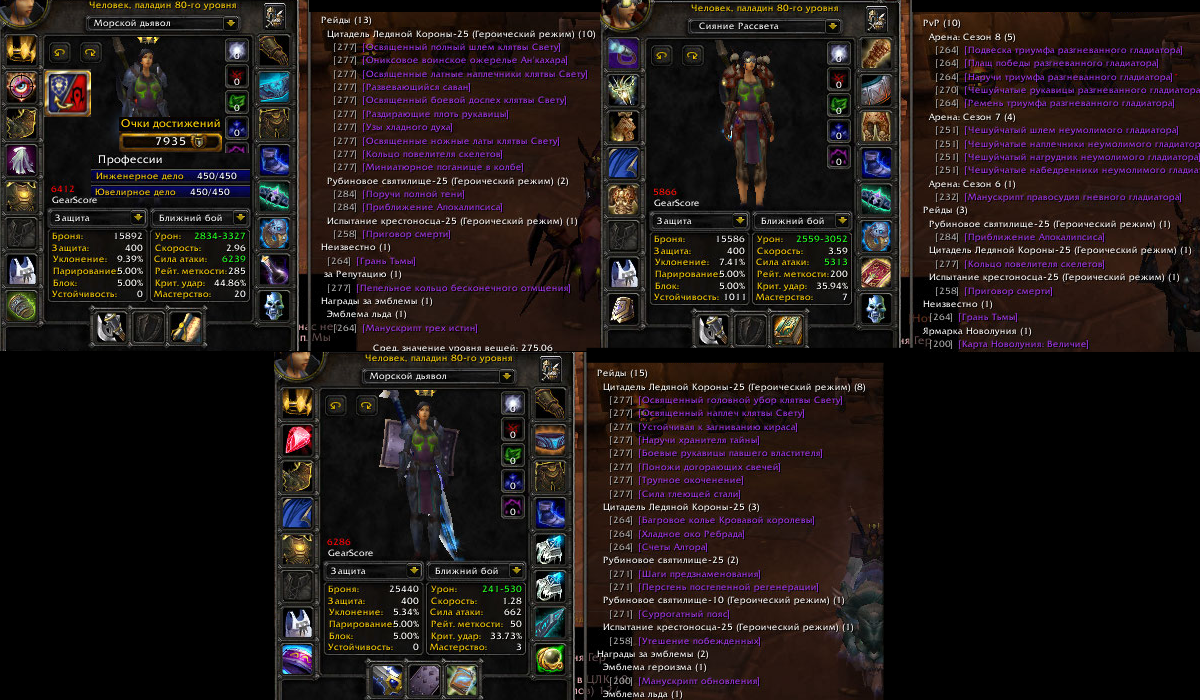 Человек, паладин 80-го уровня
Морской дьявол
Очки достижений
7935
Профессии
Инженерное дело 450/450
Ювелирное дело 450/450
6412
GearScore
0
0
0
0
Защита
Ближний бой
Броня: 15892
Защита: 400
Уклонение: 9.39%
Парирование 5.00%
Блок: 5.00%
Устойчивость: 0
Урон: 2834-3327
Скорость: 2.96
Сила атаки: 6239
Рейт. меткости: 285
Крит. удар: 44.86%
Мастерство: 20
Рейды (13)
Цитадель Ледяной Короны-25 (Героический режим) (10)
[277] [Освященный полный шлем клятвы Свету]
[277] [Ониксовое воинское ожерелье Ан'кахара]
[277] [Освященные латные наплечники клятвы Свету]
[277] [Развевающийся саван]
[277] [Освященный боевой доспех клятвы Свету]
[277] [Раздирающие плоть рукавицы]
[277] [Узы хладного духа]
[277] [Освященные ножные латы клятвы Свету]
[277] [Кольцо повелителя скелетов]
[277] [Миниатюрное поганище в колбе]
Рубиновое святилище-25 (Героический режим) (2)
[284] [Поручи полной тени]
[284] [Приближение Апокалипсиса]
Испытание крестоносца-25 (Героический режим) (1)
[258] [Приговор смерти]
Неизвестно (1)
[264] [Грань Тьмы]
за Репутацию (1)
[277] [Пепельное кольцо бесконечного отмщения]
Награды за эмблемы (1)
Эмблема льда (1)
[264] [Манускрипт трех истин]
Сред. значение уровня вещей: 275.06
Человек, паладин 80-го уровня
Сияние Рассвета
0
0
0
0
0
5866
GearScore
Защита
Ближний бой
Броня: 15586
Защита: 400
Уклонение: 7.41%
Парирование 5.00%
Блок: 5.00%
Устойчивость: 1011
Урон: 2559-3052
Скорость: 3.59
Сила атаки: 5313
Рейт. меткости: 200
Крит. удар: 35.94%
Мастерство: 7
PvP (10)
Арена: Сезон 8 (5)
[264] [Подвеска триумфа разгневанного гладиатора]
[264] [Плащ победы разгневанного гладиатора]
[264] [Наручи триумфа разгневанного гладиатора]
[270] [Чешуйчатые рукавицы разгневанного гладиатора
[264] [Ремень триумфа разгневанного гладиатора]
Арена: Сезон 7 (4)
[251] [Чешуйчатый шлем неумолимого гладиатора]
[251] [Чешуйчатые наплечники неумолимого гладиатор
[251] [Чешуйчатый нагрудник неумолимого гладиатора]
[251] [Чешуйчатые набедренники неумолимого гладиатор
Арена: Сезон 6 (1)
[232] [Манускрипт правосудия гневного гладиатора]
Рейды (3)
Рубиновое святилище-25 (Героический режим) (1)
[284] [Приближение Апокалипсиса]
Цитадель Ледяной Короны-25 (Героический режим) (1)
[277] [Кольцо повелителя скелетов]
Испытание крестоносца-25 (Героический режим) (1)
[258] [Приговор смерти]
Неизвестно (1)
[264] [Грань Тьмы]
Ярмарка Новолуния (1)
[200] [Карта Новолуния: Величие]
Человек, паладин 80-го уровня
Морской дьявол
0
0
0
0
0
6286
GearScore
Защита
Ближний бой
Броня: 25440
Защита: 400
Уклонение: 5.34%
Парирование 5.00%
Блок: 5.00%
Устойчивость: 0
Урон: 241-530
Скорость: 1.28
Сила атаки: 662
Рейт. меткости: 50
Крит. удар: 33.73%
Мастерство: 3
Рейды (15)
Цитадель Ледяной Короны-25 (Героический режим) (8)
[277] [Освященный головной убор клятвы Свету]
[277] [Освященный наплеч клятвы Свету]
[277] [Устойчивая к загниванию кираса]
[277] [Наручи хранителя тайны]
[277] [Боевые рукавицы павшего властителя]
[277] [Поножи догорающих свечей]
[277] [Трупное окоченение]
[277] [Сила тлеющей стали]
Цитадель Ледяной Короны-25 (3)
[264] [Багровое колье Кровавой королевы]
[264] [Хладное око Ребрада]
[264] [Счеты Алтора]
Рубиновое святилище-25 (2)
[271] [Шаги предзнаменования]
[271] [Перстень постепенной регенерации]
Рубиновое святилище-10 (Героический режим) (1)
[271] [Суррогатный пояс]
Испытание крестоносца-25 (Героический режим) (1)
[258] [Утешение побежденных]
Награды за эмблемы (2)
Эмблема героизма (1)
[200] [Манускрипт обновления]
Эмблема льда (1)